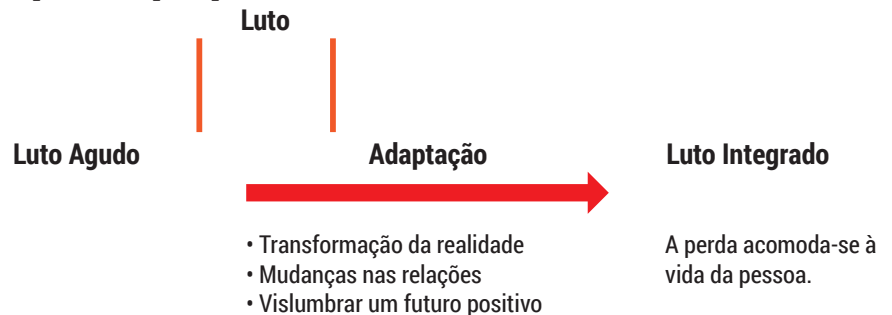 Luto
Luto Agudo
Adaptação
Luto Integrado
• Transformação da realidade
• Mudanças nas relações
• Vislumbrar um futuro positivo
A perda acomoda-se à
vida da pessoa.